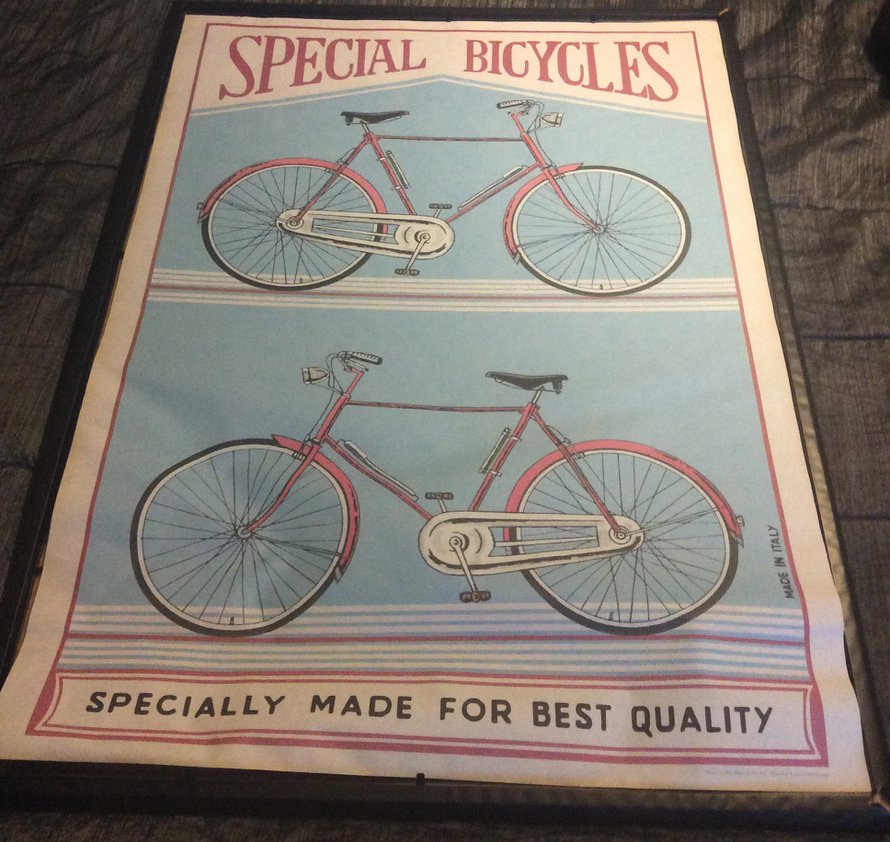 SPECIAL BICYCLES
MADE IN ITALY
SPECIALLY MADE FOR BEST QUALITY